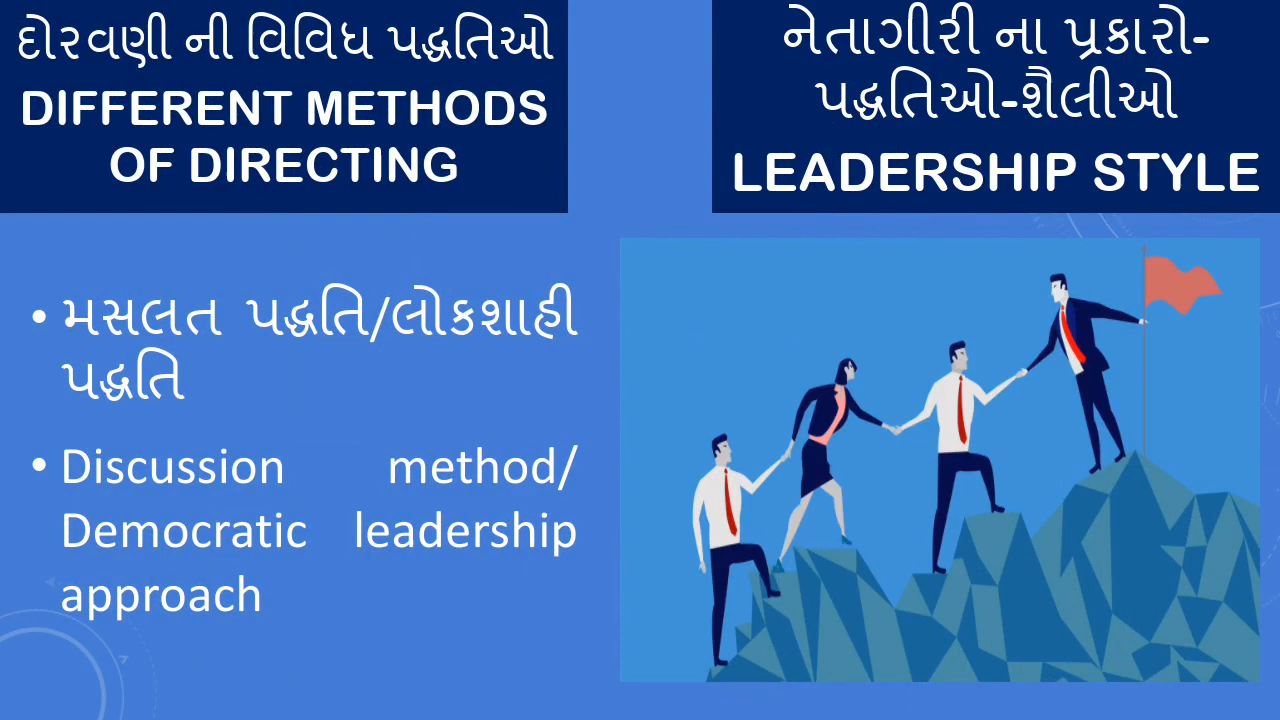 દોરવણી ની વિવિધ પદ્ધતિઓ
DIFFERENT METHODS
OF DIRECTING
નેતાગીરી ના પ્રકારો-
પદ્ધતિઓ-શૈલીઓ
LEADERSHIP STYLE
• મસલત પદ્ધતિ/લોકશાહી
પદ્ધતિ
• Discussion method/
Democratic leadership
approach